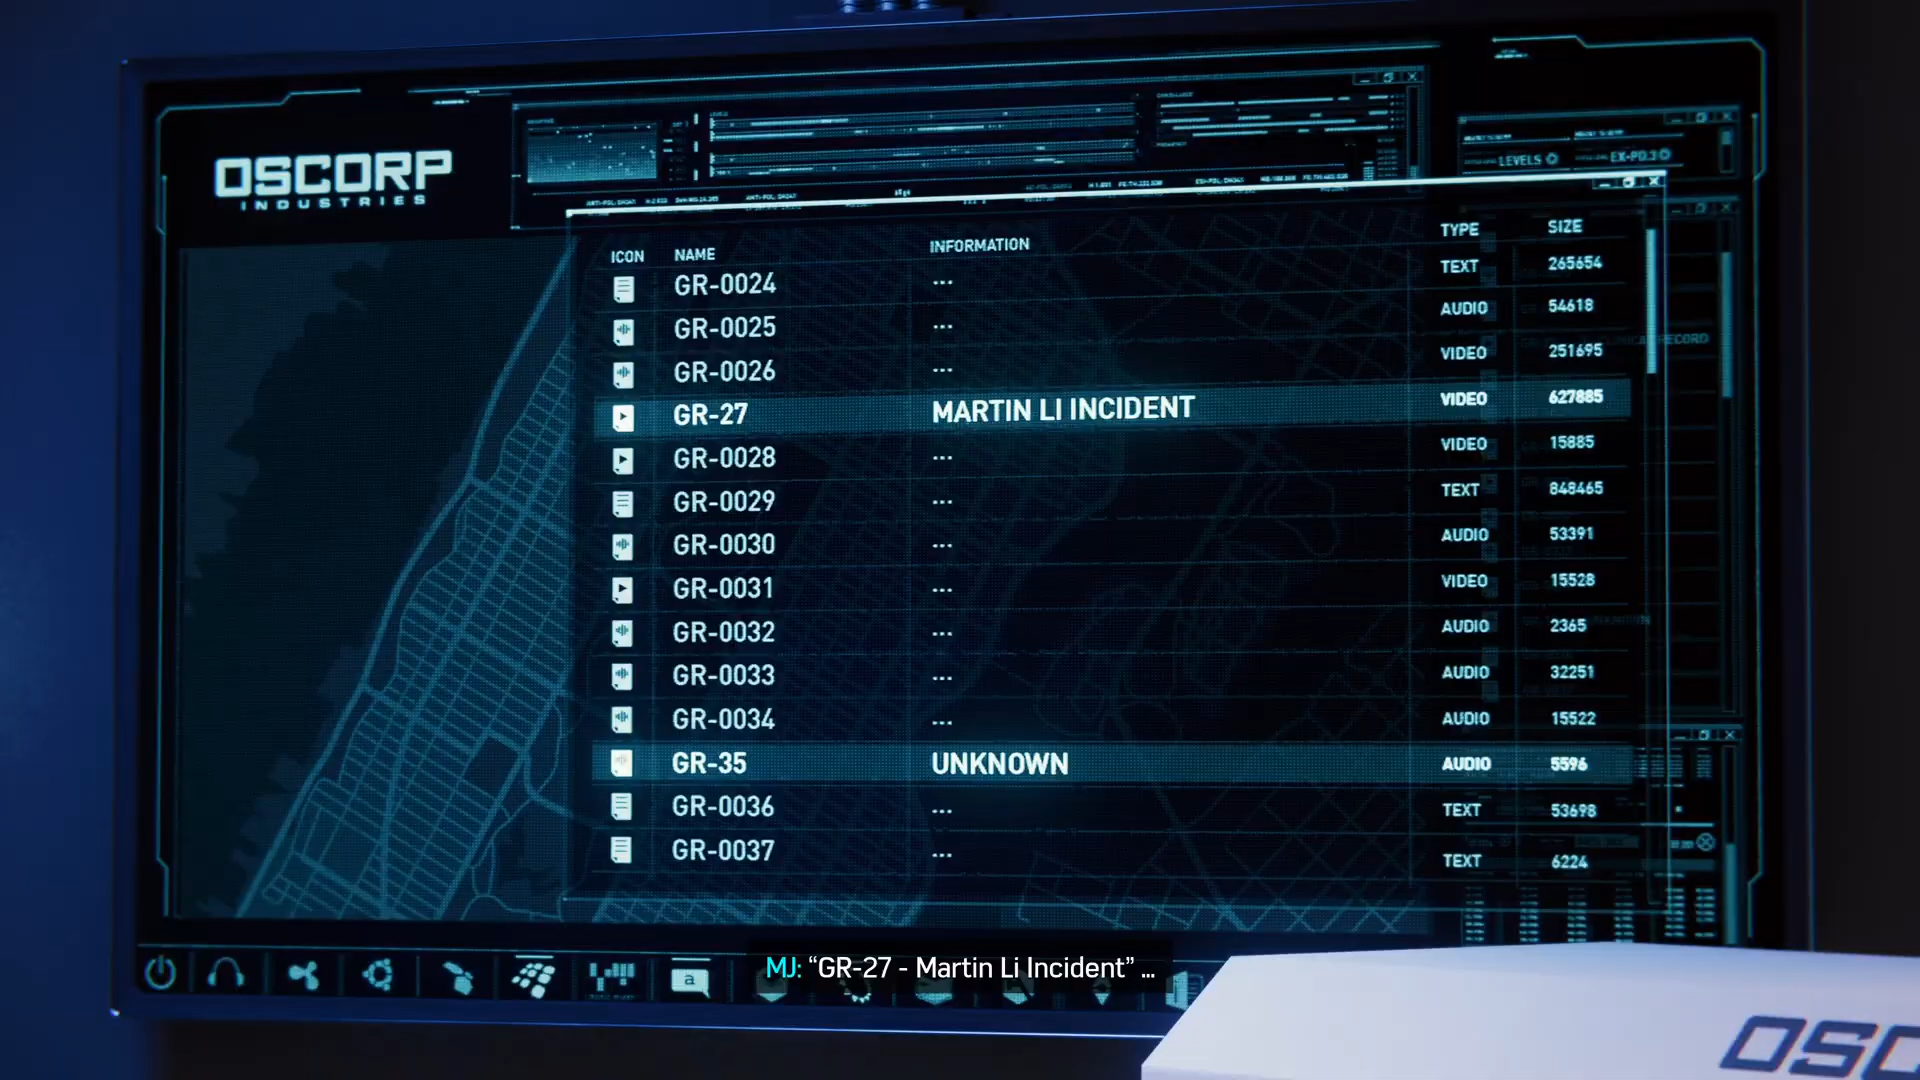 OSCORP
INDUSTRIES
LEVELS
EX-PO.3
ICON NAME INFORMATION TYPE SIZE
GR-0024 --- TEXT 265654
GR-0025 --- AUDIO 54618
GR-0026 --- VIDEO 251695
GR-27 MARTIN LI INCIDENT VIDEO 627885
GR-0028 --- VIDEO 15885
GR-0029 --- TEXT 848465
GR-0030 --- AUDIO 53391
GR-0031 --- VIDEO 15528
GR-0032 --- AUDIO 2365
GR-0033 --- AUDIO 32251
GR-0034 --- AUDIO 15522
GR-35 UNKNOWN AUDIO 5596
GR-0036 --- TEXT 53698
GR-0037 --- TEXT 6224
RECORD
a
MJ: “GR-27 - Martin Li Incident” ...
OSC